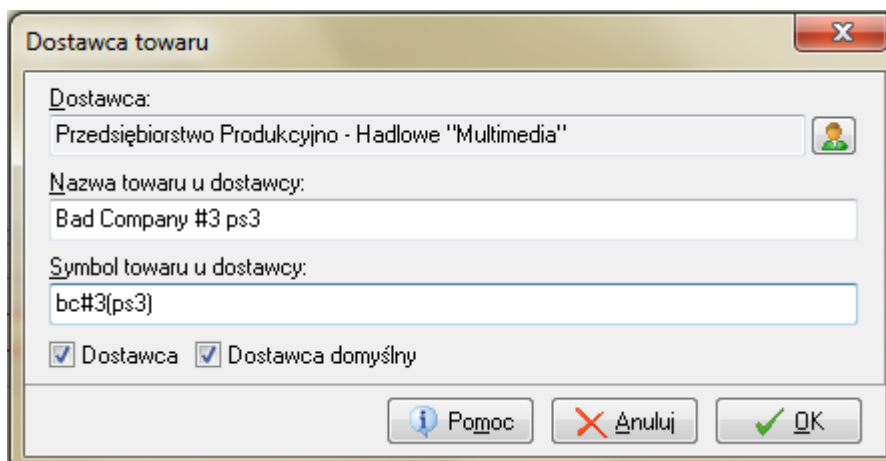 Dostawca towaru
Dostawca:
Przedsiębiorstwo Produkcyjno - Hadlowe "Multimedia"
Nazwa towaru u dostawcy:
Bad Company #3 ps3
Symbol towaru u dostawcy:
bc#3(ps3)
Dostawca Dostawca domyślny
Pomoc Anuluj OK